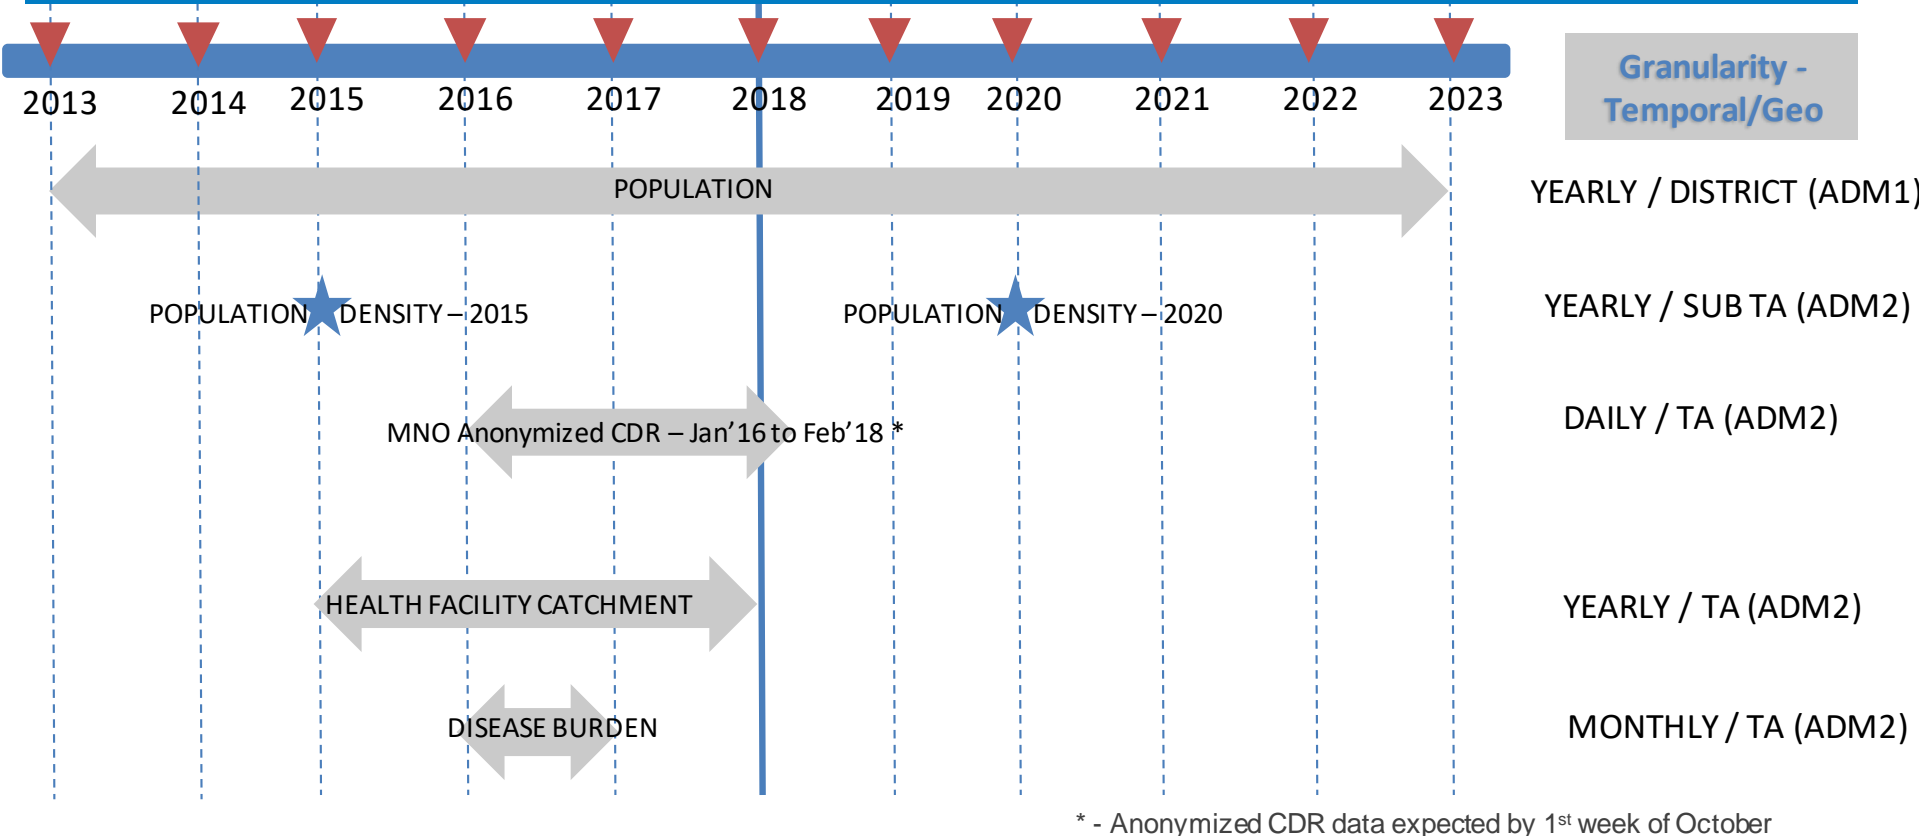 2013 2014 2015 2016 2017 2018 2019 2020 2021 2022 2023
Granularity -
Temporal/Geo
POPULATION
YEARLY / DISTRICT (ADM1)
POPULATION DENSITY – 2015
POPULATION DENSITY – 2020
YEARLY / SUB TA (ADM2)
MNO Anonymized CDR – Jan’16 to Feb’18 *
DAILY / TA (ADM2)
HEALTH FACILITY CATCHMENT
YEARLY / TA (ADM2)
DISEASE BURDEN
MONTHLY / TA (ADM2)
* - Anonymized CDR data expected by 1st week of October